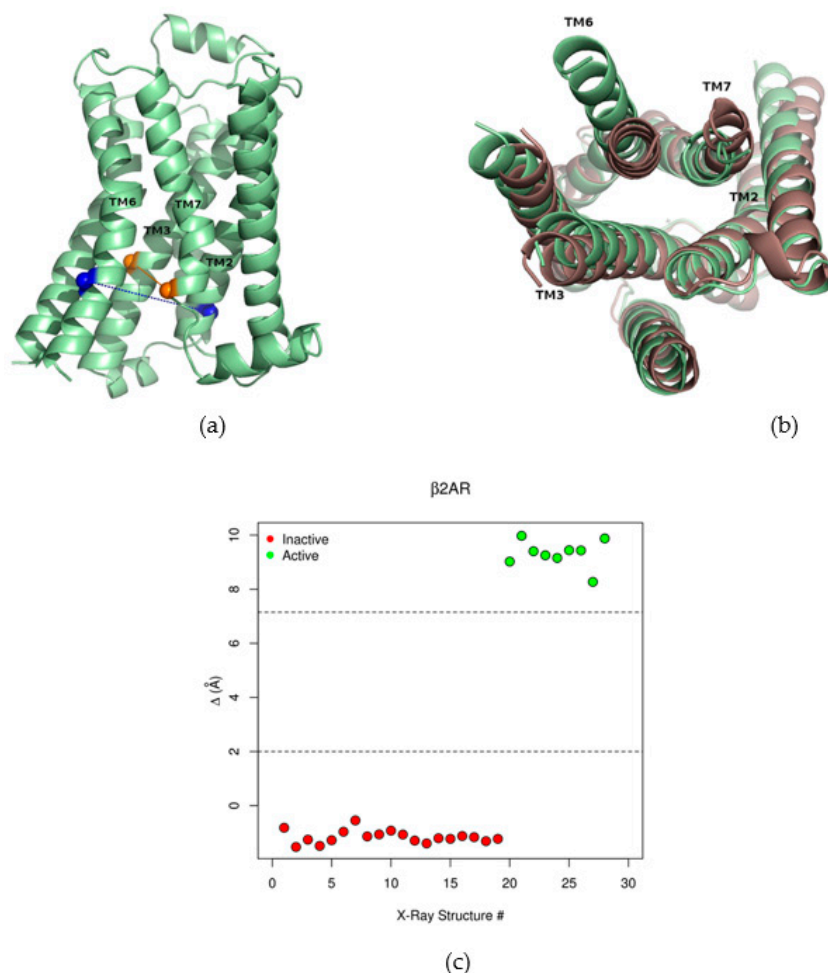 TM6
TM7
TM3
TM2
(a)
TM6
TM7
TM2
TM3
(b)
β2AR
Inactive
Active
Δ (Å)
10
8
6
4
2
0
0 5 10 15 20 25 30
X-Ray Structure #
(c)